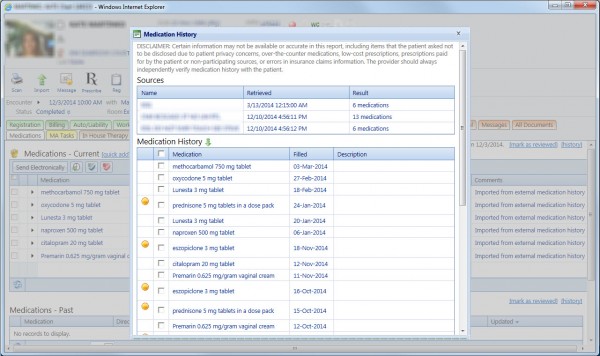 - Windows Internet Explorer
Medication History
DISCLAIMER: Certain information may not be available or accurate in this report, including items that the patient asked not
to be disclosed due to patient privacy concerns, over-the-counter medications, low-cost prescriptions, prescriptions paid
for by the patient or non-participating sources, or errors in insurance claims information. The provider should always
independently verify medication history with the patient.
Sources
Name Retrieved Result
3/13/2014 12:15:00 AM 6 medications
12/10/2014 4:56:11 PM 13 medications
12/10/2014 4:56:11 PM 6 medications
Medication History
Medication Filled Description
methocarbamol 750 mg tablet 03-Mar-2014
oxycodone 5 mg tablet 27-Feb-2014
Lunesta 3 mg tablet 18-Feb-2014
prednisone 5 mg tablets in a dose pack 24-Jan-2014
Lunesta 3 mg tablet 20-Jan-2014
naproxen 500 mg tablet 06-Jan-2014
eszopiclone 3 mg tablet 18-Nov-2014
citalopram 20 mg tablet 12-Nov-2014
Premarin 0.625 mg/gram vaginal cream 11-Nov-2014
eszopiclone 3 mg tablet 16-Oct-2014
prednisone 5 mg tablets in a dose pack 15-Oct-2014
Premarin 0.625 mg/gram vaginal cream 12-Oct-2014
Scan Import Message Prescribe Reg
Encounter 12/3/2014 10:00 AM with
Status Completed
Registration Billing Auto/Liability Messages All Documents
Medications MA Tasks In House Therapy
Medications - Current [mark as reviewed] [history]
Send Electronically
Medication Comments
methocarbamol 750 mg tablet Imported from external medication history
oxycodone 5 mg tablet Imported from external medication history
Lunesta 3 mg tablet Imported from external medication history
prednisone 5 mg tablets Imported from external medication history
naproxen 500 mg tablet Imported from external medication history
citalopram 20 mg tablet Imported from external medication history
Premarin 0.625 mg/gram Imported from external medication history
Medications - Past [mark as reviewed] [history]
Medication Updated
No records to display.